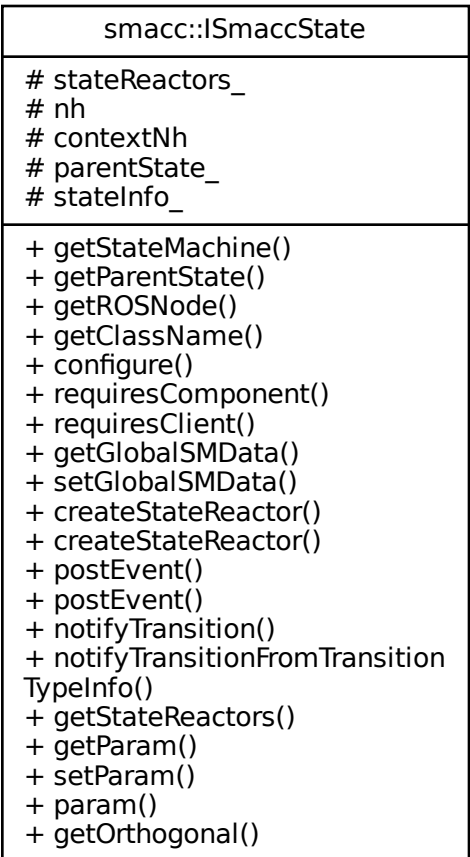 smacc::ISmaccState
# stateReactors_
# nh
# contextNh
# parentState_
# stateInfo_
+ getStateMachine()
+ getParentState()
+ getROSNode()
+ getClassName()
+ configure()
+ requiresComponent()
+ requiresClient()
+ getGlobalSMData()
+ setGlobalSMData()
+ createStateReactor()
+ createStateReactor()
+ postEvent()
+ postEvent()
+ notifyTransition()
+ notifyTransitionFromTransition
TypeInfo()
+ getStateReactors()
+ getParam()
+ setParam()
+ param()
+ getOrthogonal()